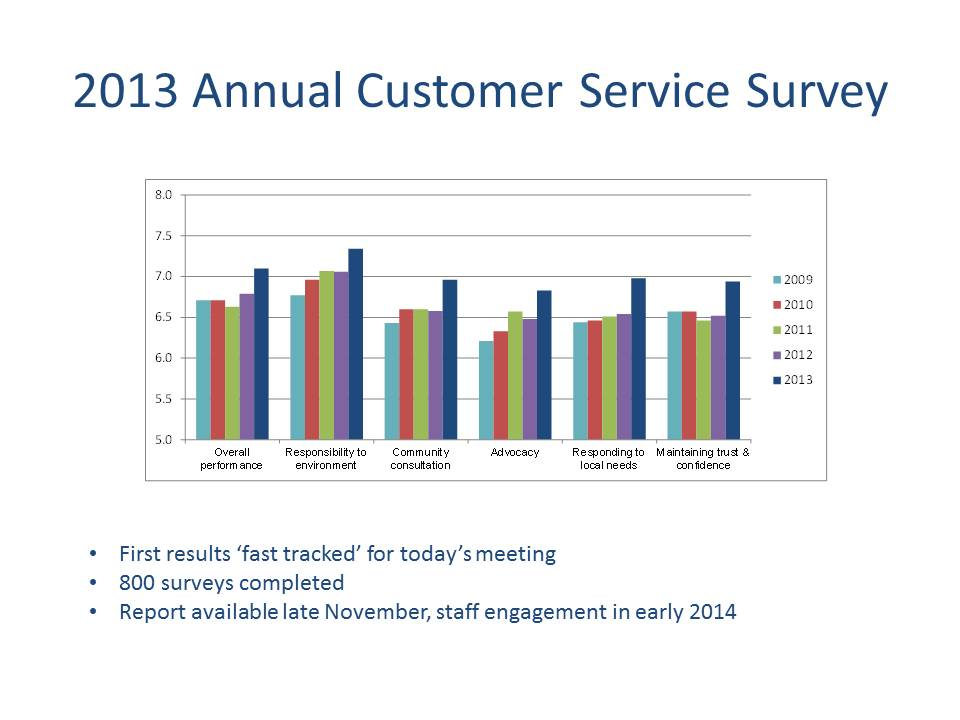 2013 Annual Customer Service Survey
8.0
7.5
7.0
6.5
6.0
5.5
5.0
Overall performance
Responsibility to environment
Community consultation
Advocacy
Responding to local needs
Maintaining trust & confidence
2009
2010
2011
2012
2013
• First results ‘fast tracked’ for today’s meeting
• 800 surveys completed
• Report available late November, staff engagement in early 2014